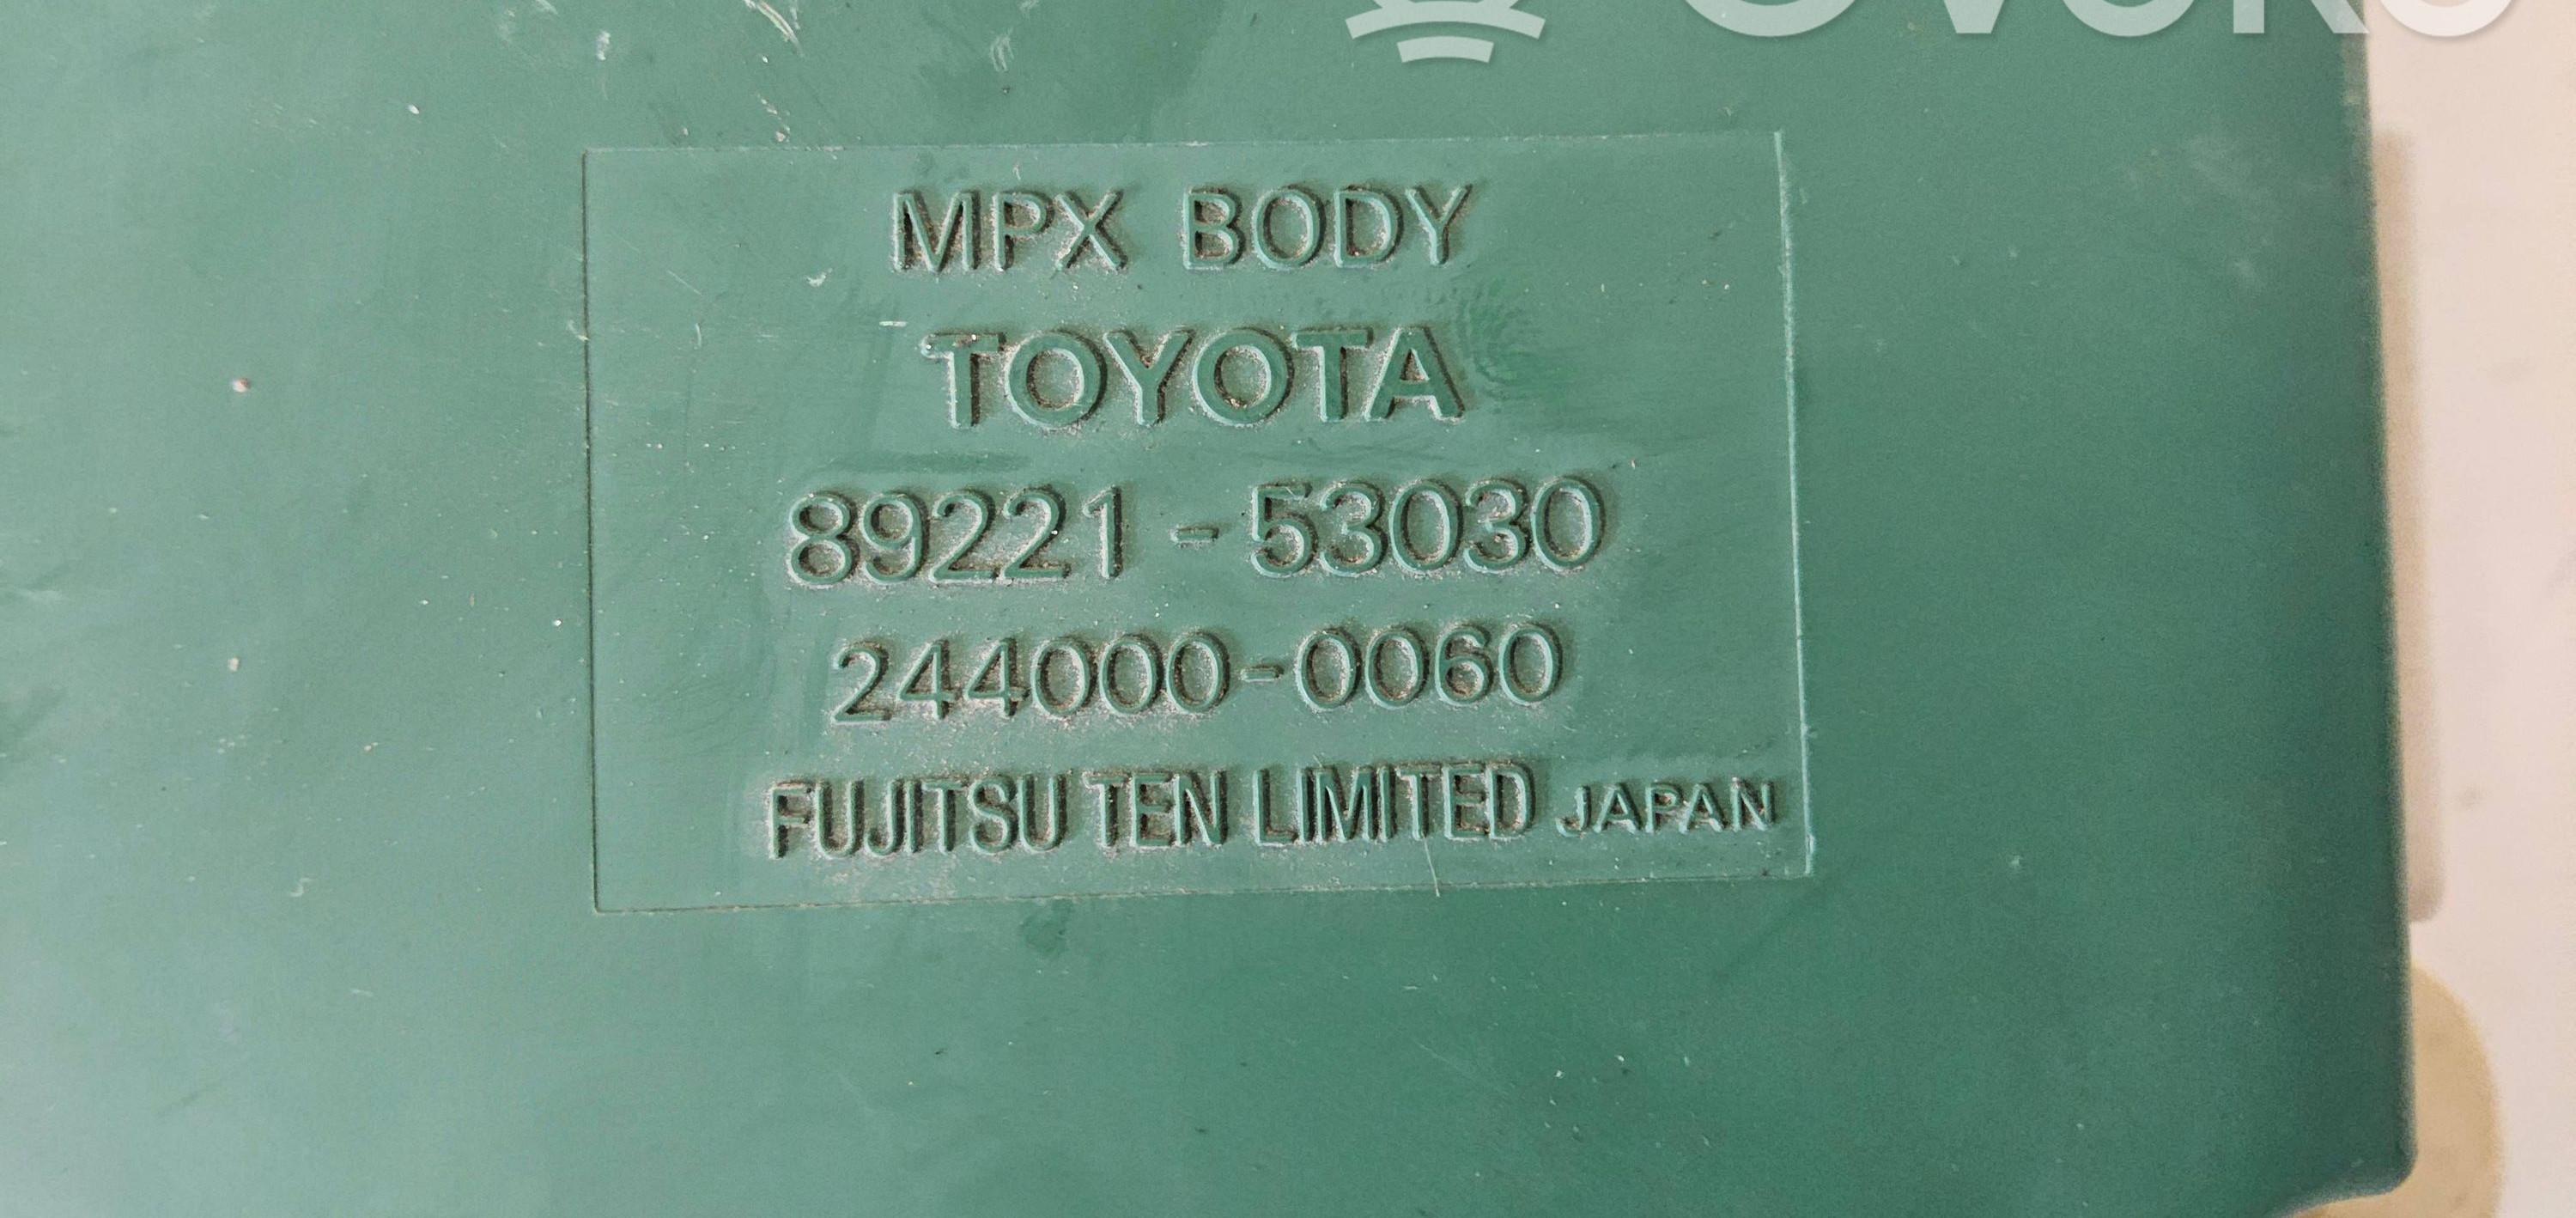 MPX BODY
TOYOTA
89221-53030
244000-0060
FUJITSU TEN LIMITED JAPAN